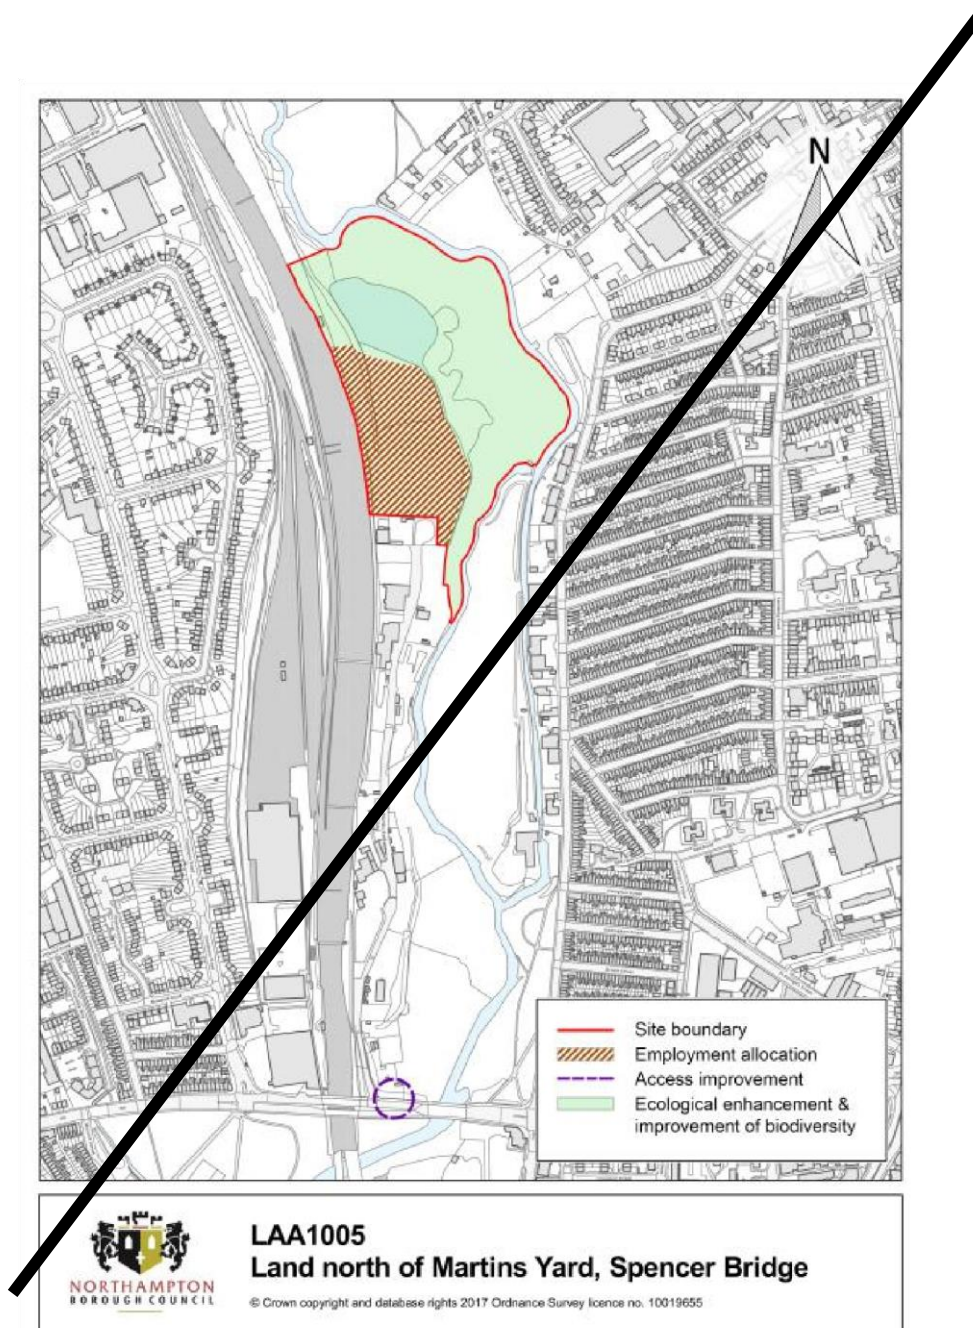 N
Site boundary
Employment allocation
Access improvement
Ecological enhancement &
improvement of biodiversity
NORTHAMPTON
BOROUGH COUNCIL
LAA1005
Land north of Martins Yard, Spencer Bridge
© Crown copyright and database rights 2017 Ordnance Survey licence no. 10019655